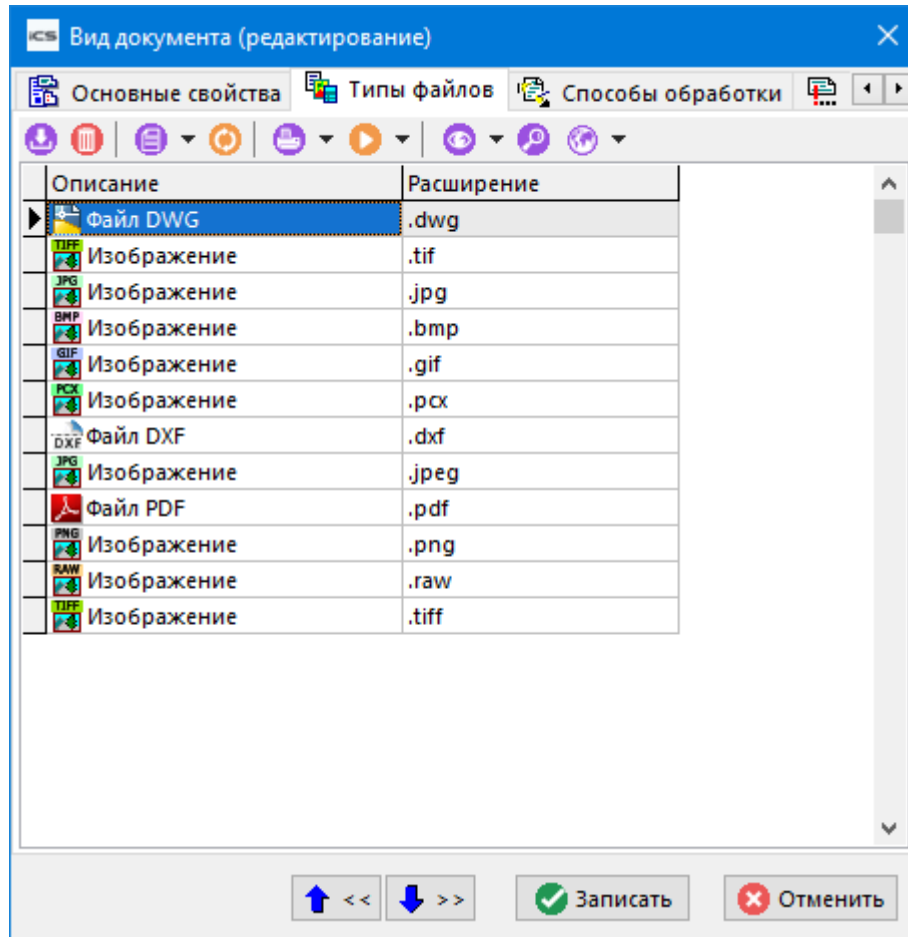 iCS Вид документа (редактирование)
Основные свойства Типы файлов Способы обработки
Описание Расширение
Файл DWG .dwg
TIFF Изображение .tif
JPG Изображение .jpg
BMP Изображение .bmp
GIF Изображение .gif
PCX Изображение .pcx
DXF Файл DXF .dxf
JPG Изображение .jpeg
Файл PDF .pdf
PNG Изображение .png
RAW Изображение .raw
TIFF Изображение .tiff
<< >> Записать Отменить